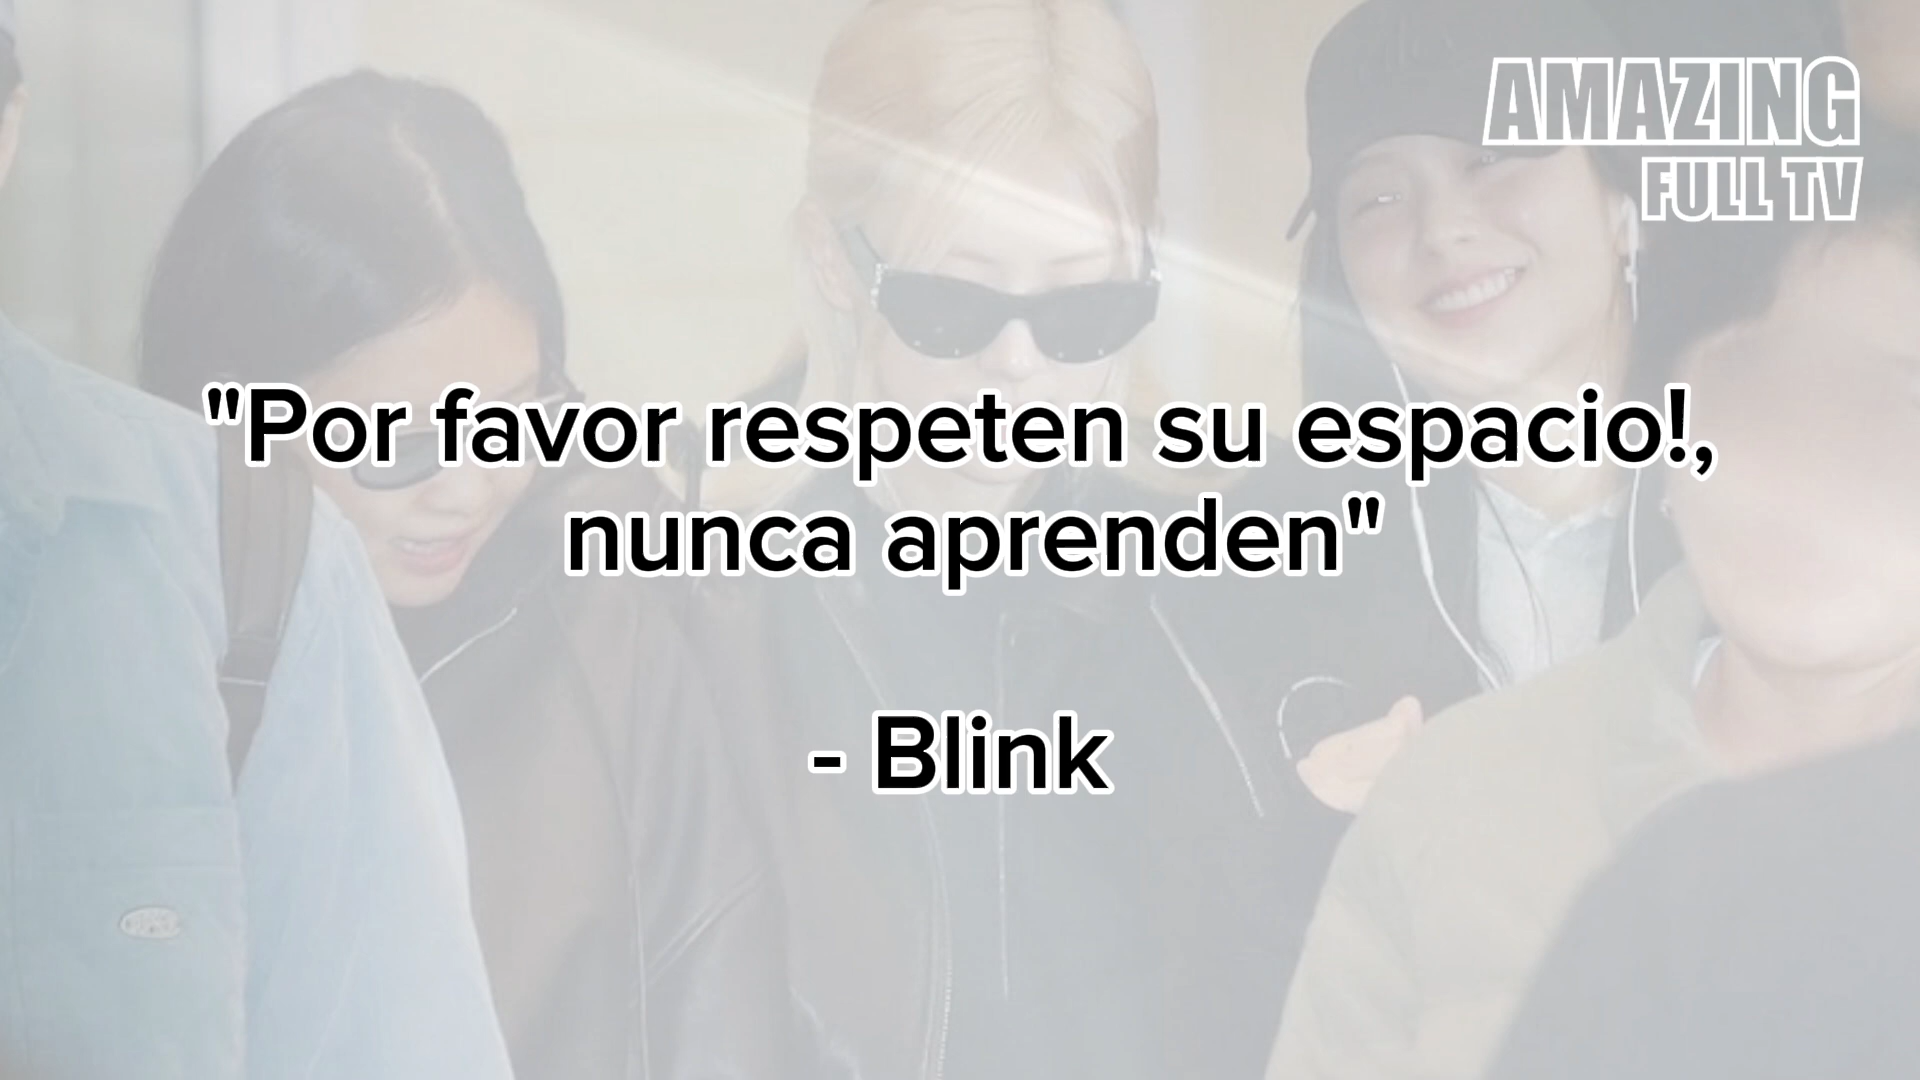 AMAZING
FULL TV
"Por favor respeten su espacio!,
nunca aprenden"
- Blink